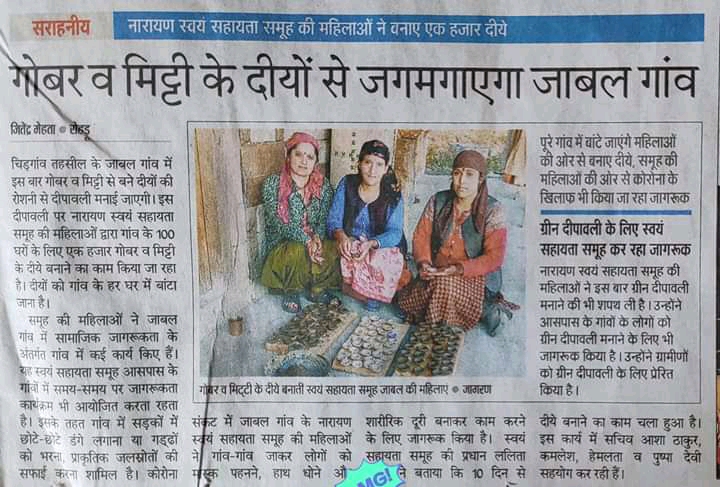 सराहनीय
नारायण स्वयं सहायता समूह की महिलाओं ने बनाए एक हजार दीये
गोबर व मिट्टी के दीयों से जगमगाएगा जाबल गांव
जितेंद्र मेहता ● रोहडू
चिड़गांव तहसील के जाबल गांव में
इस बार गोबर व मिट्टी से बने दीयों की
रोशनी से दीपावली मनाई जाएगी। इस
दीपावली पर नारायण स्वयं सहायता
समूह की महिलाओं द्वारा गांव के 100
घरों के लिए एक हजार गोबर व मिट्टी
के दीये बनाने का काम किया जा रहा
है। दीयों को गांव के हर घर में बांटा
जाना है।
समूह की महिलाओं ने जाबल
गांव में सामाजिक जागरूकता के
अंतर्गत गांव में कई कार्य किए हैं।
यह स्वयं सहायता समूह आसपास के
गांवों में समय-समय पर जागरूकता
कार्यक्रम भी आयोजित करता रहता
है। इसके तहत गांव में सड़कों में
छोटे-छोटे डंगे लगाना या गड्ढों
को भरना, प्राकृतिक जलस्रोतों की
सफाई करना शामिल है। कोरोना
गोबर व मिट्टी के दीये बनाती स्वयं सहायता समूह जाबल की महिलाएं ● जागरण
संकट में जाबल गांव के नारायण
स्वयं सहायता समूह की महिलाओं
ने गांव-गांव जाकर लोगों को
मास्क पहनने, हाथ धोने औ
शारीरिक दूरी बनाकर काम करने
के लिए जागरूक किया है। स्वयं
सहायता समूह की प्रधान ललिता
ने बताया कि 10 दिन से
MG!
पूरे गांव में बांटे जाएंगे महिलाओं
की ओर से बनाए दीये, समूह की
महिलाओं की ओर से कोरोना के
खिलाफ भी किया जा रहा जागरूक
ग्रीन दीपावली के लिए स्वयं
सहायता समूह कर रहा जागरूक
नारायण स्वयं सहायता समूह की
महिलाओं ने इस बार ग्रीन दीपावली
मनाने की भी शपथ ली है। उन्होंने
आसपास के गांवों के लोगों को
ग्रीन दीपावली मनाने के लिए भी
जागरूक किया है। उन्होंने ग्रामीणों
को ग्रीन दीपावली के लिए प्रेरित
किया है।
दीये बनाने का काम चला हुआ है।
इस कार्य में सचिव आशा ठाकुर,
कमलेश, हेमलता व पुष्पा देवी
सहयोग कर रही हैं।